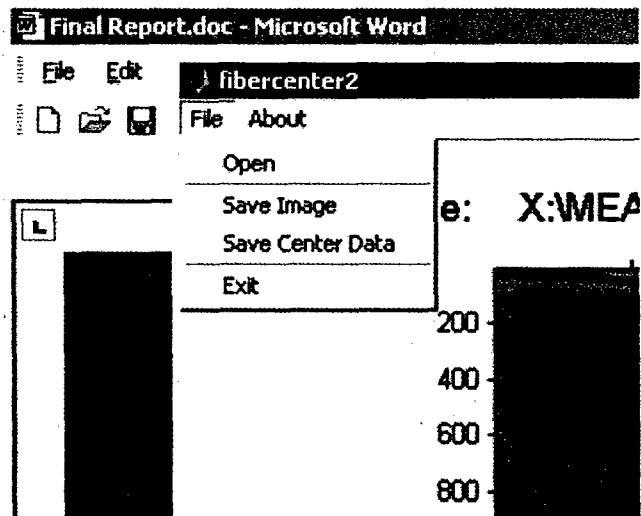 Final Report.doc - Microsoft Word
File Edit
fibercenter2
File About
Open
Save Image
Save Center Data
Exit
e: X:\MEA
200
400
600
800